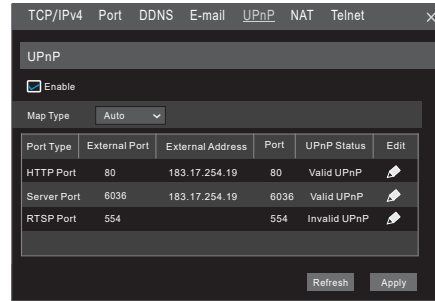 TCP/IPv4 Port DDNS E-mail UPnP NAT Telnet
UPnP
Enable
Map Type Auto
Port Type External Port External Address Port UPnP Status Edit
HTTP Port 80 183.17.254.19 80 Valid UPnP
Server Port 6036 183.17.254.19 6036 Valid UPnP
RTSP Port 554 554 Invalid UPnP
Refresh Apply